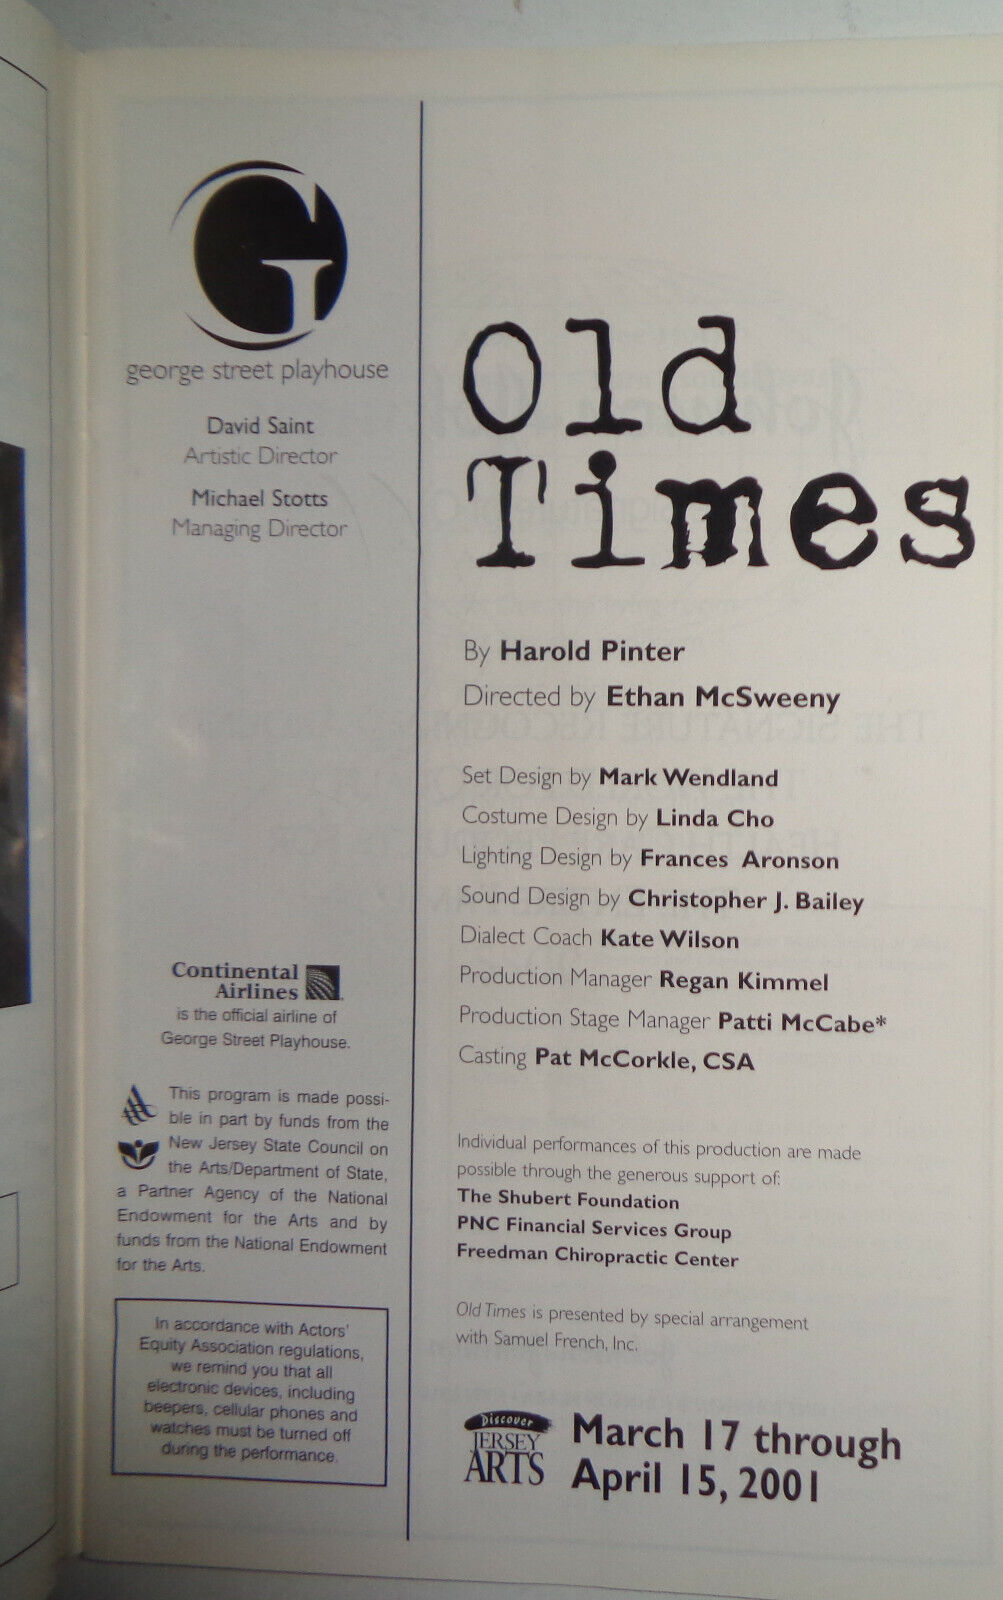 G
george street playhouse
David Saint
Artistic Director
Michael Stotts
Managing Director
Continental
Airlines
is the official airline of
George Street Playhouse.
This program is made possi-
ble in part by funds from the
New Jersey State Council on
the Arts/Department of State,
a Partner Agency of the National
Endowment for the Arts and by
funds from the National Endowment
for the Arts.
In accordance with Actors'
Equity Association regulations,
we remind you that all
electronic devices, including
beepers, cellular phones and
watches must be turned off
during the performance.
Old
Times
By Harold Pinter
Directed by Ethan McSweeny
Set Design by Mark Wendland
Costume Design by Linda Cho
Lighting Design by Frances Aronson
Sound Design by Christopher J. Bailey
Dialect Coach Kate Wilson
Production Manager Regan Kimmel
Production Stage Manager Patti McCabe*
Casting Pat McCorkle, CSA
Individual performances of this production are made
possible through the generous support of:
The Shubert Foundation
PNC Financial Services Group
Freedman Chiropractic Center
Old Times is presented by special arrangement
with Samuel French, Inc.
Discover
JERSEY
ARTS
March 17 through
April 15, 2001